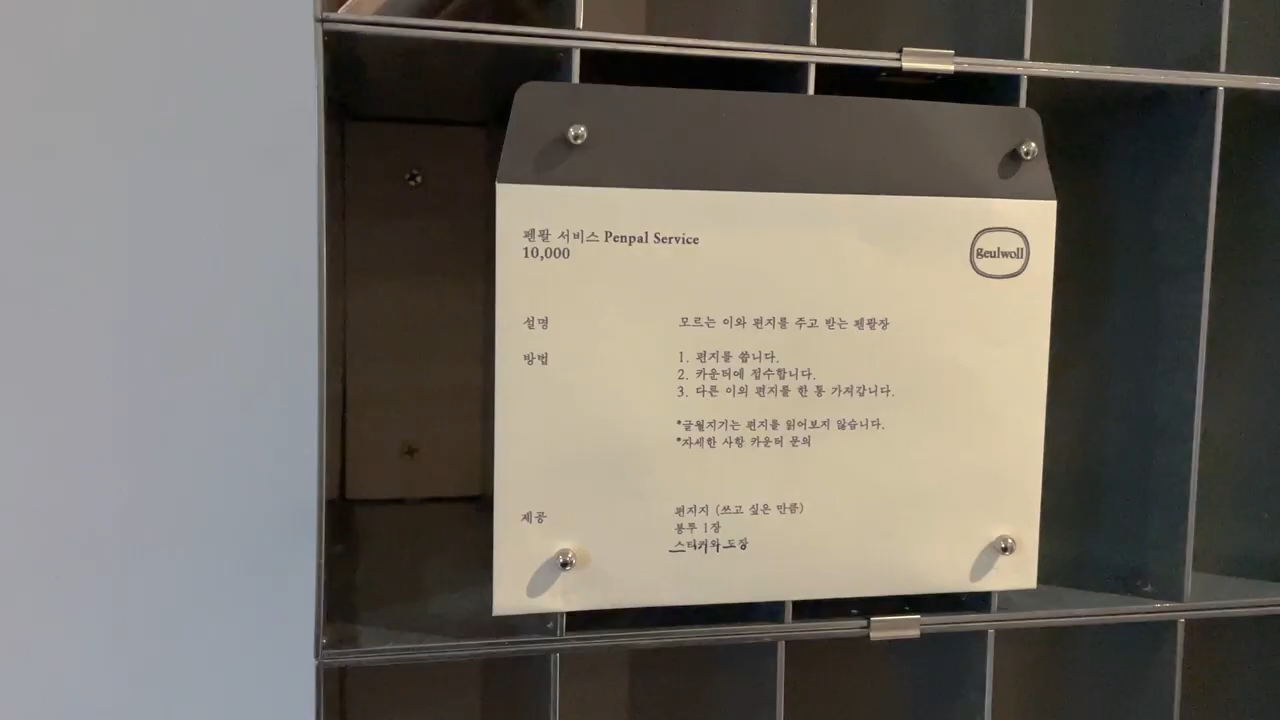 펜팔 서비스 Penpal Service
10,000
geulwoll
설명
모르는 이와 편지를 주고 받는 펜팔장
방법
1. 편지를 씁니다.
2. 카운터에 접수합니다.
3. 다른 이의 편지를 한 통 가져갑니다.
*글월지기는 편지를 읽어보지 않습니다.
*자세한 사항 카운터 문의
제공
편지지 (쓰고 싶은 만큼)
봉투 1장
스티커와 도장